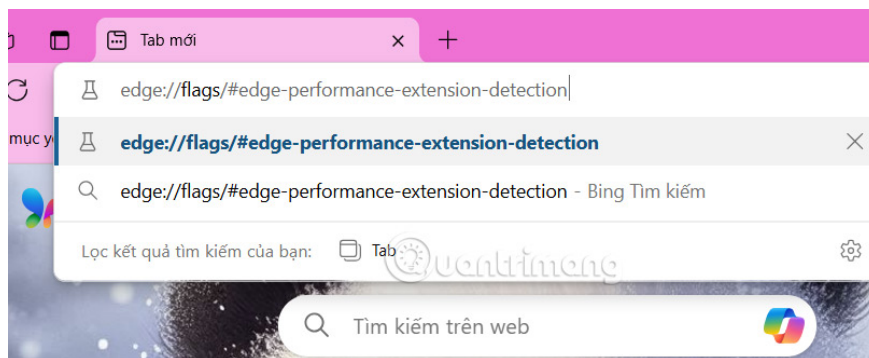 Tab mới
edge://flags/#edge-performance-extension-detection
mục y
edge://flags/#edge-performance-extension-detection
edge://flags/#edge-performance-extension-detection - Bing Tìm kiếm
Lọc kết quả tìm kiếm của bạn: Tab
Quantrimang
Tìm kiếm trên web